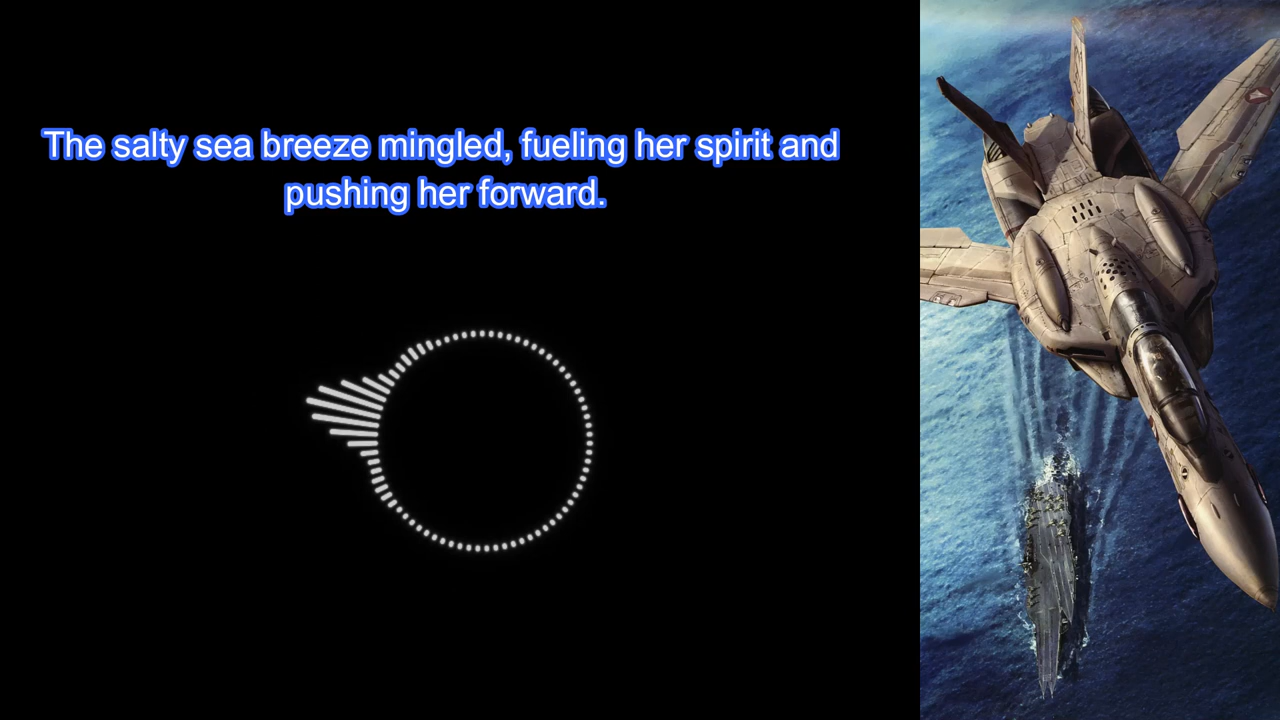 The salty sea breeze mingled, fueling her spirit and
pushing her forward.